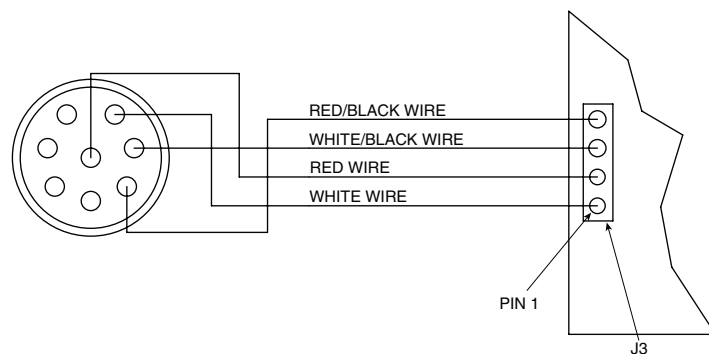 RED/BLACK WIRE
WHITE/BLACK WIRE
RED WIRE
WHITE WIRE
PIN 1
J3